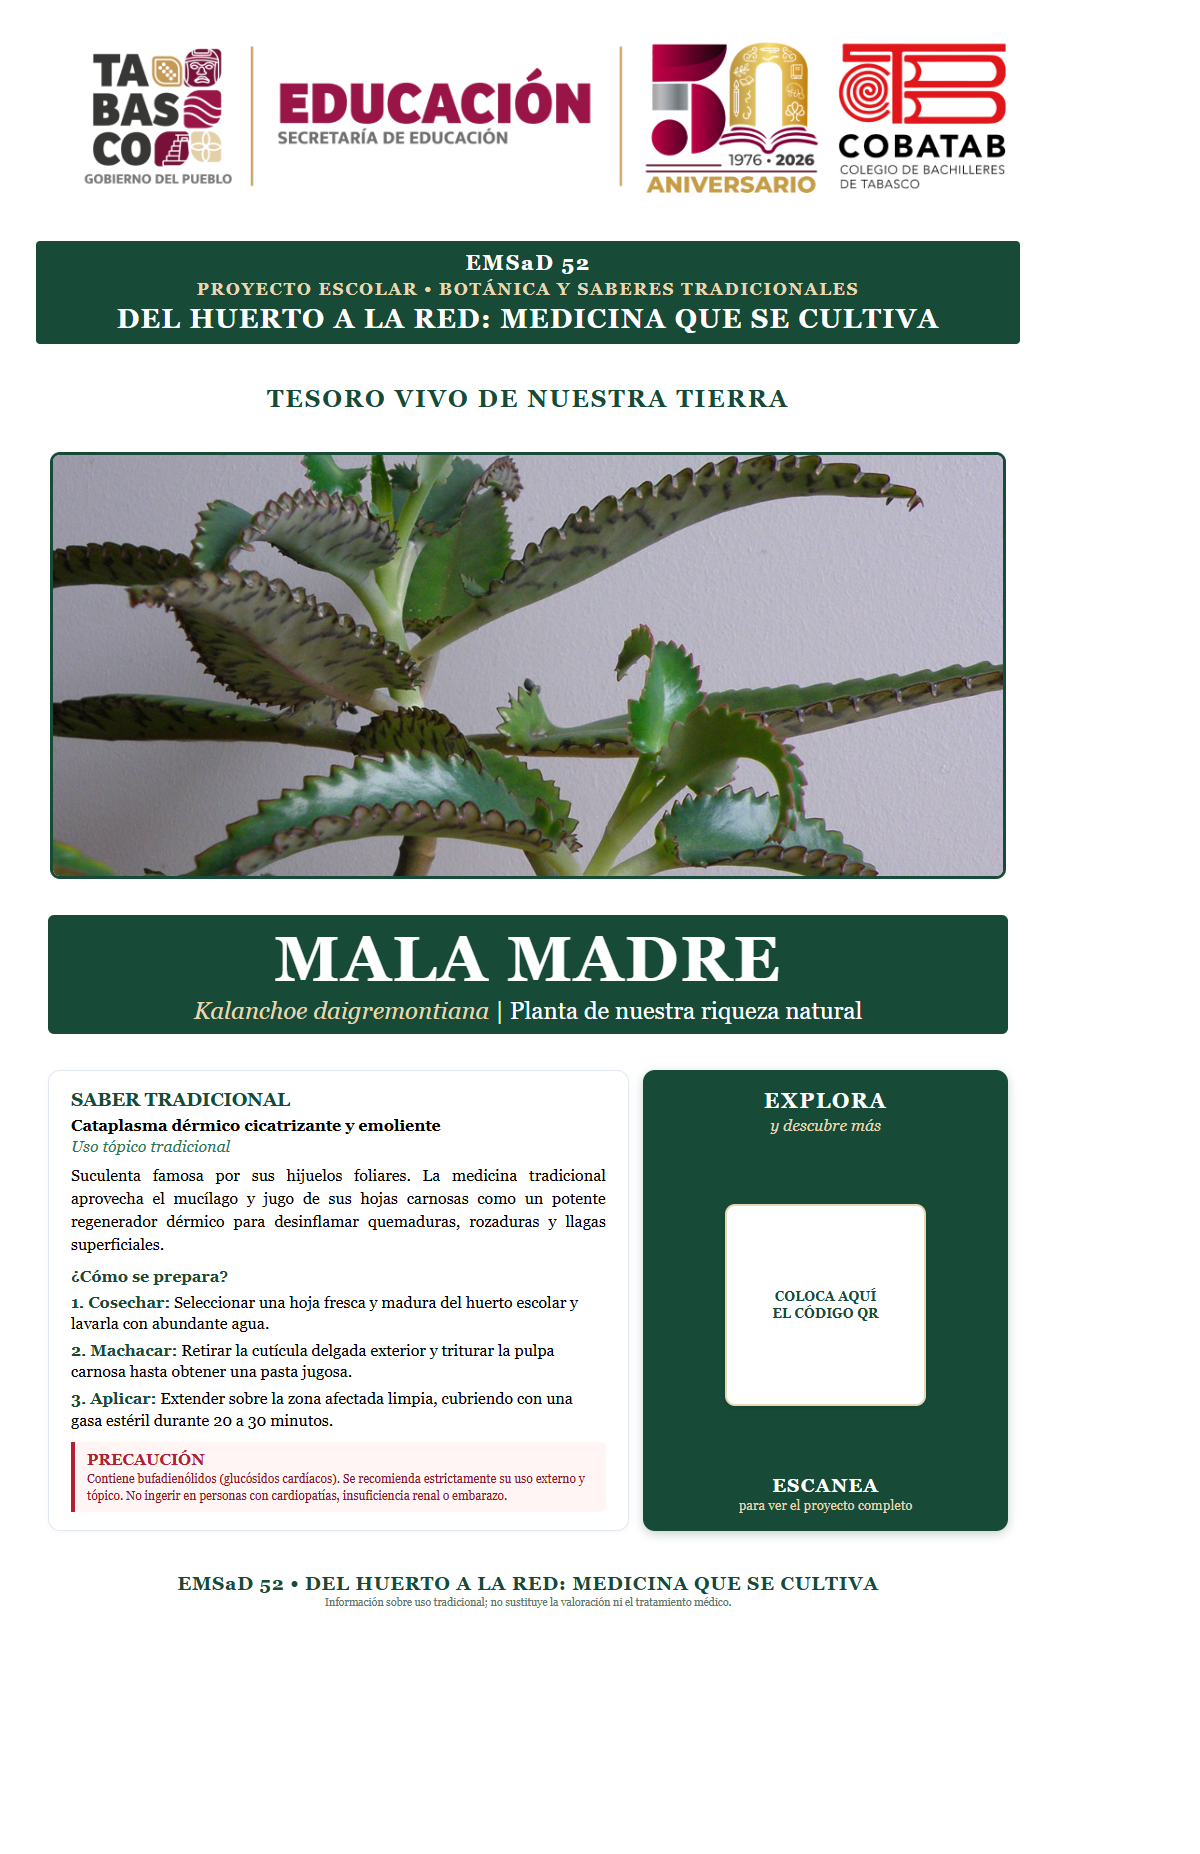 TA
BAS
CO
GOBIERNO DEL PUEBLO
EDUCACIÓN
SECRETARÍA DE EDUCACIÓN
50
1976 • 2026
ANIVERSARIO
COBATAB
COLEGIO DE BACHILLERES
DE TABASCO
EMSaD 52
PROYECTO ESCOLAR • BOTÁNICA Y SABERES TRADICIONALES
DEL HUERTO A LA RED: MEDICINA QUE SE CULTIVA
TESORO VIVO DE NUESTRA TIERRA
MALA MADRE
Kalanchoe daigremontiana | Planta de nuestra riqueza natural
SABER TRADICIONAL
Cataplasma dérmico cicatrizante y emoliente
Uso tópico tradicional
Suculenta famosa por sus hijuelos foliares. La medicina tradicional
aprovecha el mucílago y jugo de sus hojas carnosas como un potente
regenerador dérmico para desinflamar quemaduras, rozaduras y llagas
superficiales.
¿Cómo se prepara?
1. Cosechar: Seleccionar una hoja fresca y madura del huerto escolar y
lavarla con abundante agua.
2. Machacar: Retirar la cutícula delgada exterior y triturar la pulpa
carnosa hasta obtener una pasta jugosa.
3. Aplicar: Extender sobre la zona afectada limpia, cubriendo con una
gasa estéril durante 20 a 30 minutos.
PRECAUCIÓN
Contiene bufadienólidos (glucósidos cardíacos). Se recomienda estrictamente su uso externo y
tópico. No ingerir en personas con cardiopatías, insuficiencia renal o embarazo.
EXPLORA
y descubre más
COLOCA AQUÍ
EL CÓDIGO QR
ESCANEA
para ver el proyecto completo
EMSaD 52 • DEL HUERTO A LA RED: MEDICINA QUE SE CULTIVA
Información sobre uso tradicional; no sustituye la valoración ni el tratamiento médico.